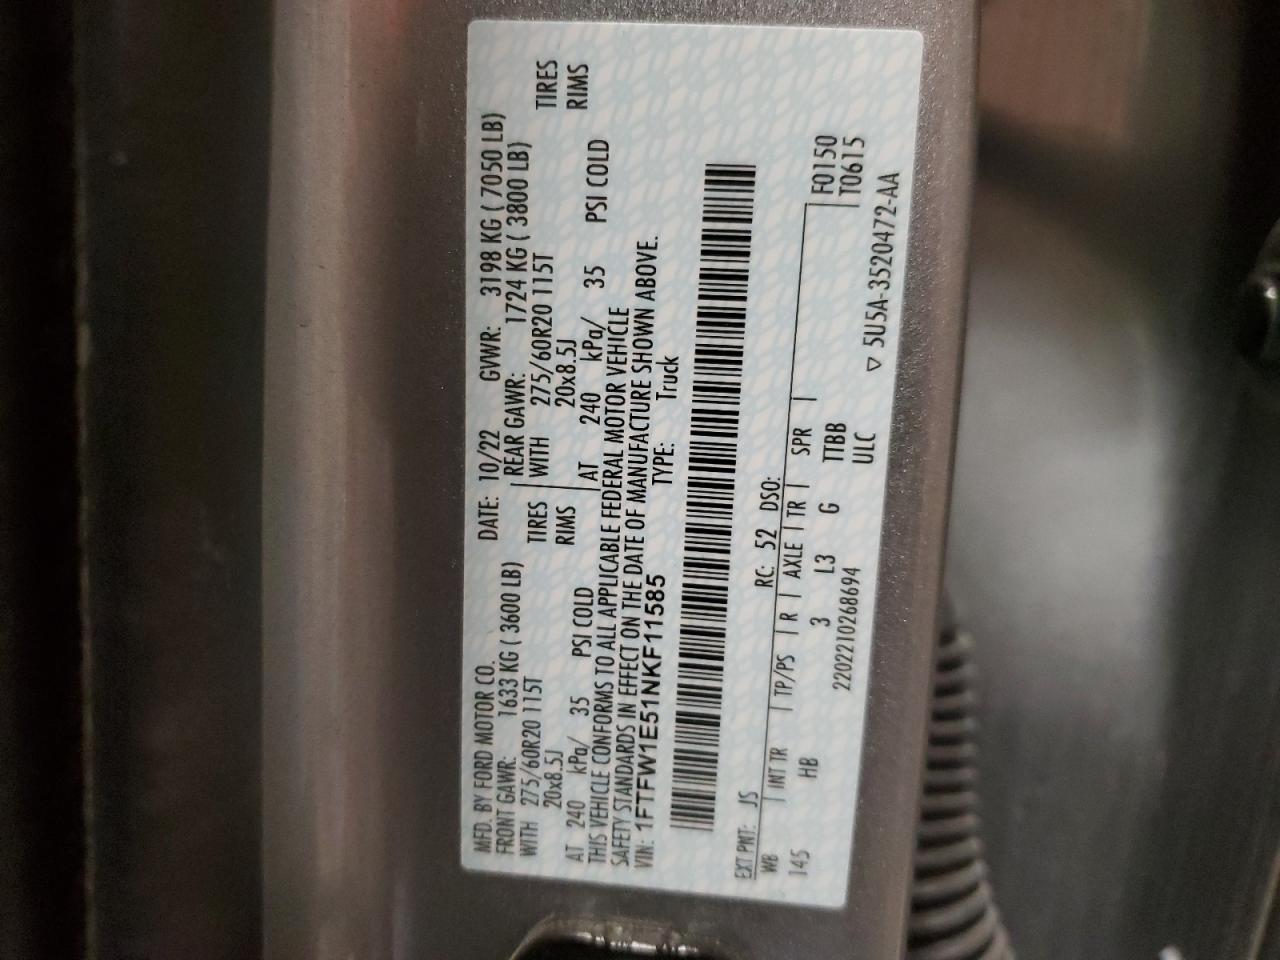 MFD. BY FORD MOTOR CO. DATE: 10/22 GVWR: 3198 KG ( 7050 LB)
FRONT GAWR: 1633 KG ( 3600 LB) REAR GAWR: 1724 KG ( 3800 LB)
WITH 275/60R20 115T TIRES WITH 275/60R20 115T TIRES
20x8.5J RIMS 20x8.5J RIMS
AT 240 kPa/ 35 PSI COLD AT 240 kPa/ 35 PSI COLD
THIS VEHICLE CONFORMS TO ALL APPLICABLE FEDERAL MOTOR VEHICLE
SAFETY STANDARDS IN EFFECT ON THE DATE OF MANUFACTURE SHOWN ABOVE.
VIN: 1FTFW1E51NKF11585 TYPE: Truck
EXT PNT: JS RC: 52 DSO:
WB INT TR TP/PS R AXLE TR SPR F0150
145 HB 3 L3 G TTBB T0615
2202210268694 ULC
▽ 5U5A-3520472-AA